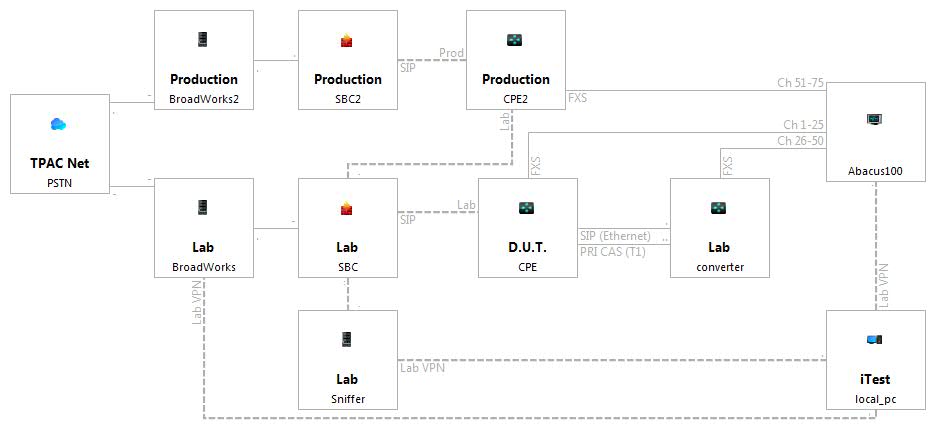 Production
BroadWorks2
Production
SBC2
Prod
SIP
Production
CPE2
FXS
Ch 51-75
Lab
TPAC Net
PSTN
Ch 1-25
Ch 26-50
Abacus100
FXS
FXS
Lab
BroadWorks
Lab
SBC
Lab
SIP
D.U.T.
CPE
SIP (Ethernet)
PRI CAS (T1)
Lab
converter
Lab VPN
Lab VPN
Lab
Sniffer
Lab VPN
iTest
local_pc